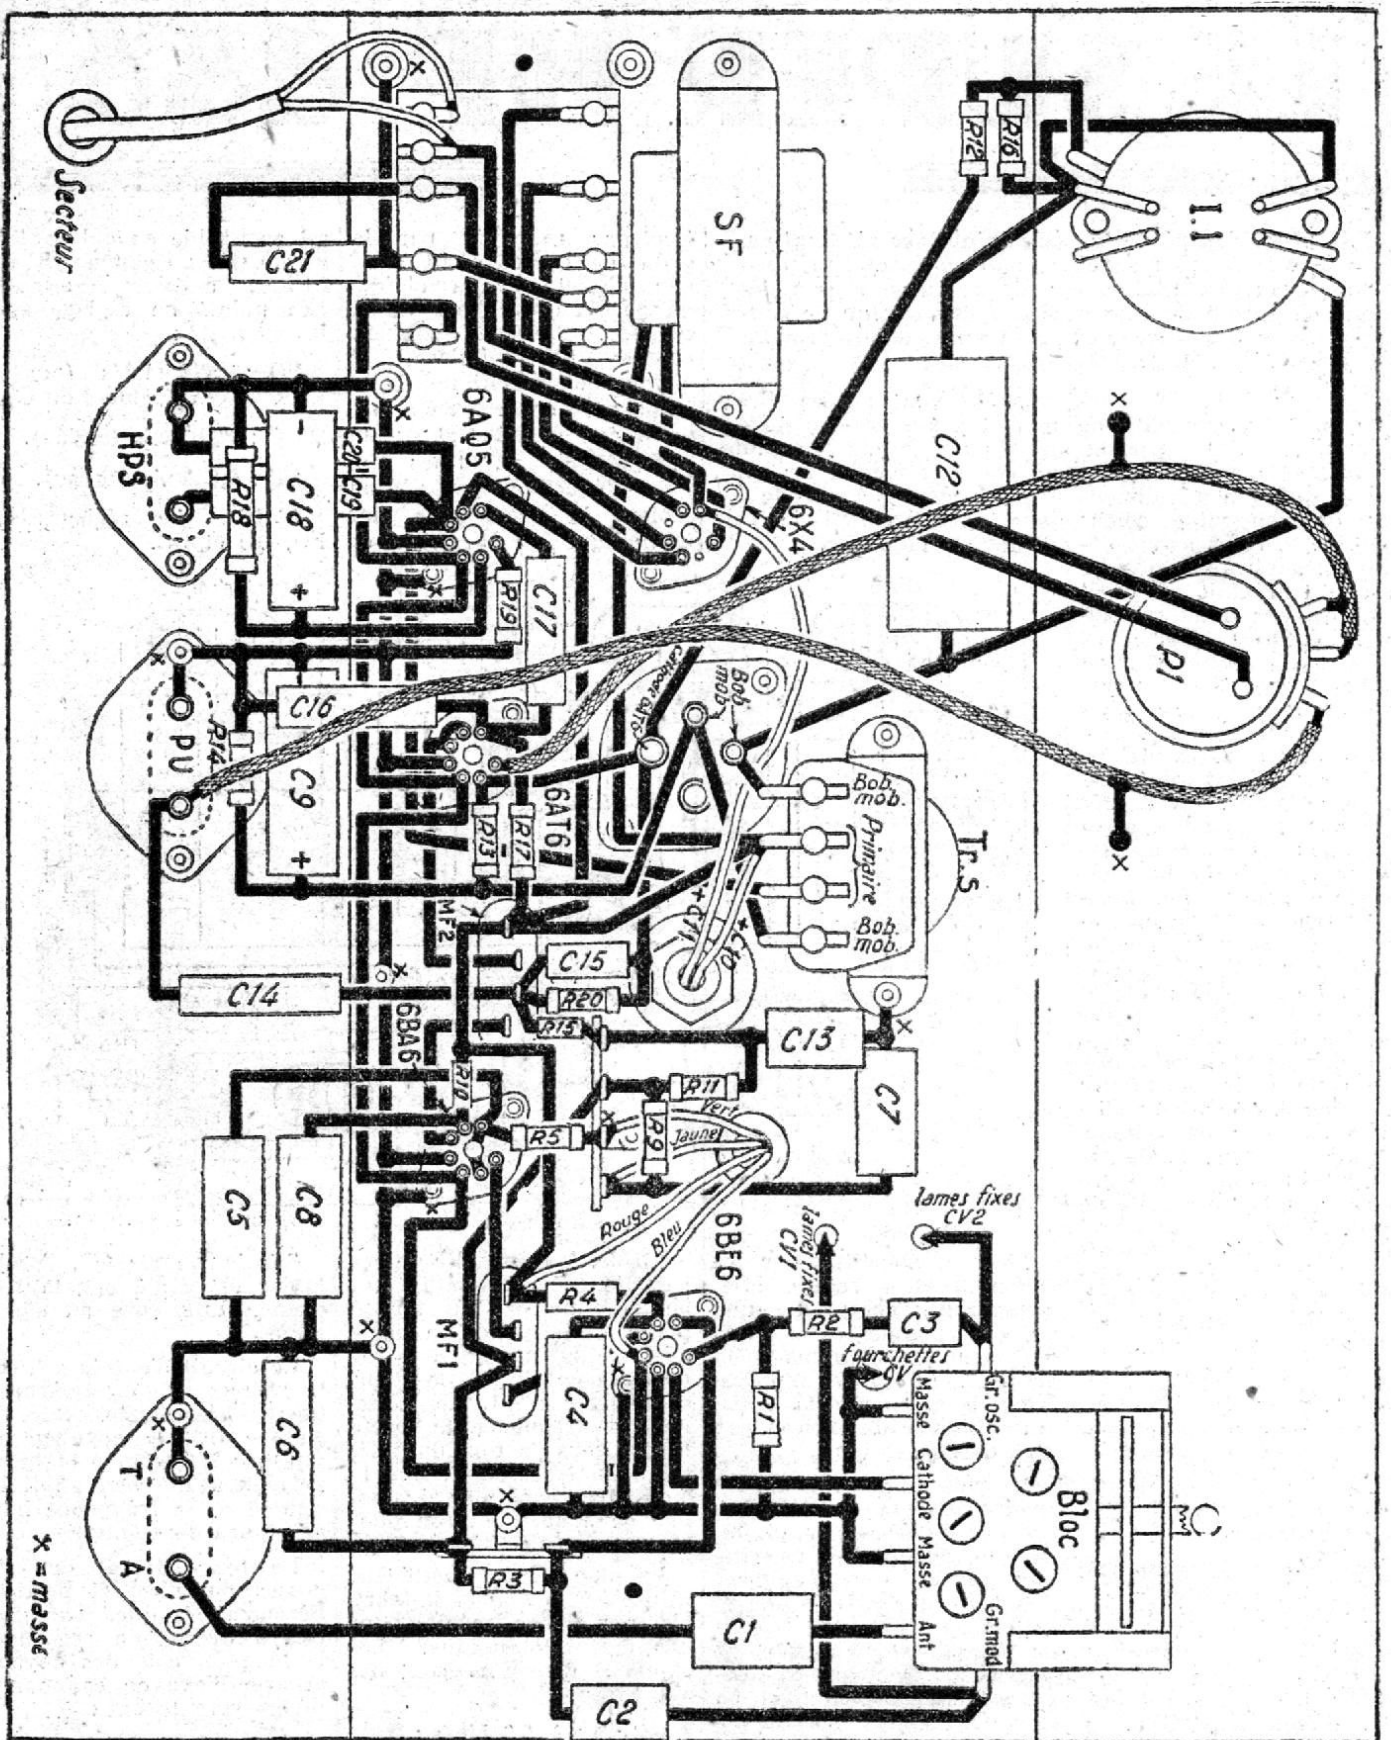 x
Secteur
SF
R12
R16
I.1
C21
6AQ5
x
HPS
R18
C18
-
+
C20
C19
x
R19
C17
6X4
C12
x
P.1
x
PU
R14
C16
C9
+
cathode 6AT6
Bob.
mob.
6AT6
R13
R17
MF2
Bob.
mob.
Primaire
Bob.
mob.
Tr.S
+C11
+C10
x
C14
x
6BA6
C15
R20
R15
C13
x
C7
R10
R11
Vert
x
R9
Jaune
R5
x
C5
C8
Rouge
Bleu
6BE6
lames fixes
CV1
lames fixes
CV2
x
MF1
R4
C4
x
R2
C3
fourchettes
CV
R1
C6
x
T
A
x
R3
C1
C2
Gr. osc.
Masse
Cathode
Masse
Ant
Gr.mod
Bloc
x = masse